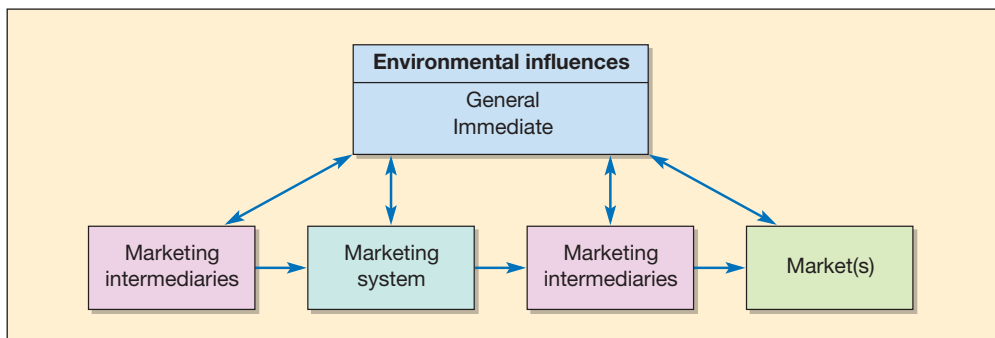 Environmental influences
General
Immediate
Marketing
intermediaries
Marketing
system
Marketing
intermediaries
Market(s)